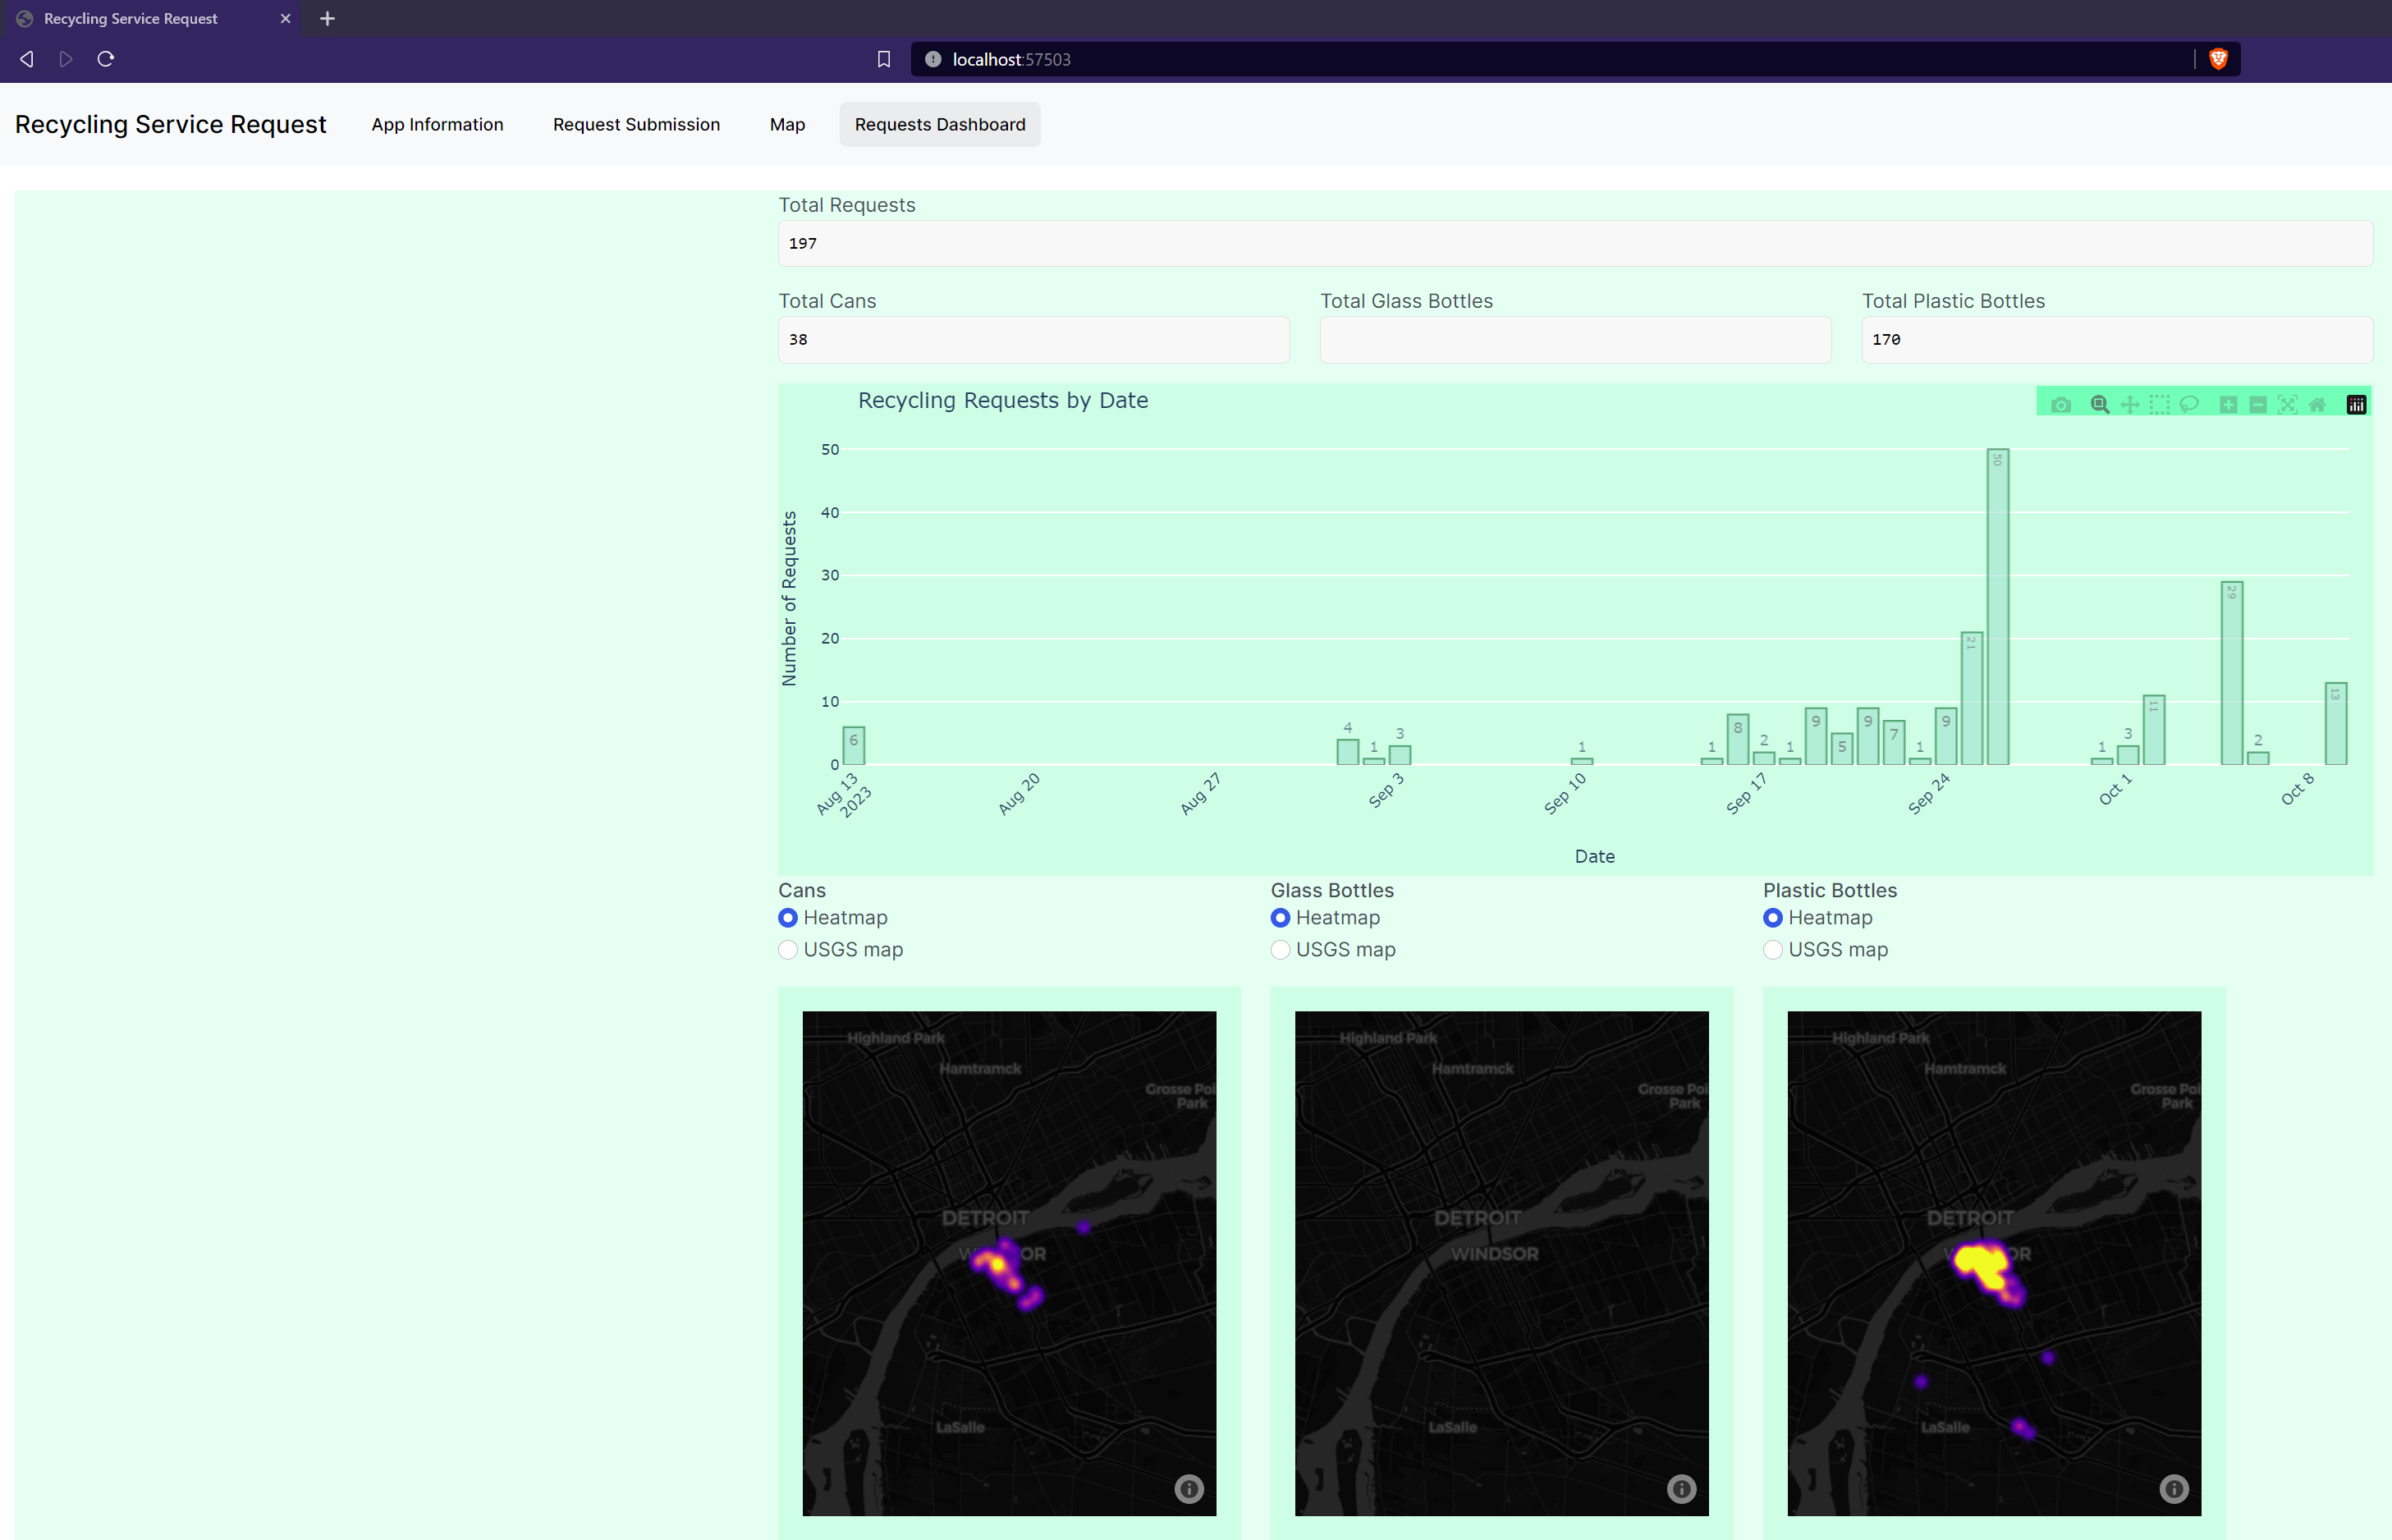 Recycling Service Request
localhost:57503
Recycling Service Request App Information Request Submission Map Requests Dashboard
Total Requests
197
Total Cans Total Glass Bottles Total Plastic Bottles
38 170
Recycling Requests by Date
Number of Requests
50
40
30
20
10
0
6 4 1 3 1 1 8 2 1 9 5 9 7 1 9 21 50 1 3 11 29 2 13
Aug 13 Aug 20 Aug 27 Sep 3 Sep 10 Sep 17 Sep 24 Oct 1 Oct 8
2023
Date
Cans Glass Bottles Plastic Bottles
Heatmap Heatmap Heatmap
USGS map USGS map USGS map
Highland Park
Hamtramck
Grosse Poi
Park
DETROIT
W OR
LaSalle
Highland Park
Hamtramck
Grosse Poi
Park
DETROIT
WINDSOR
LaSalle
Highland Park
Hamtramck
Grosse Poi
Park
DETROIT
OR
LaSalle